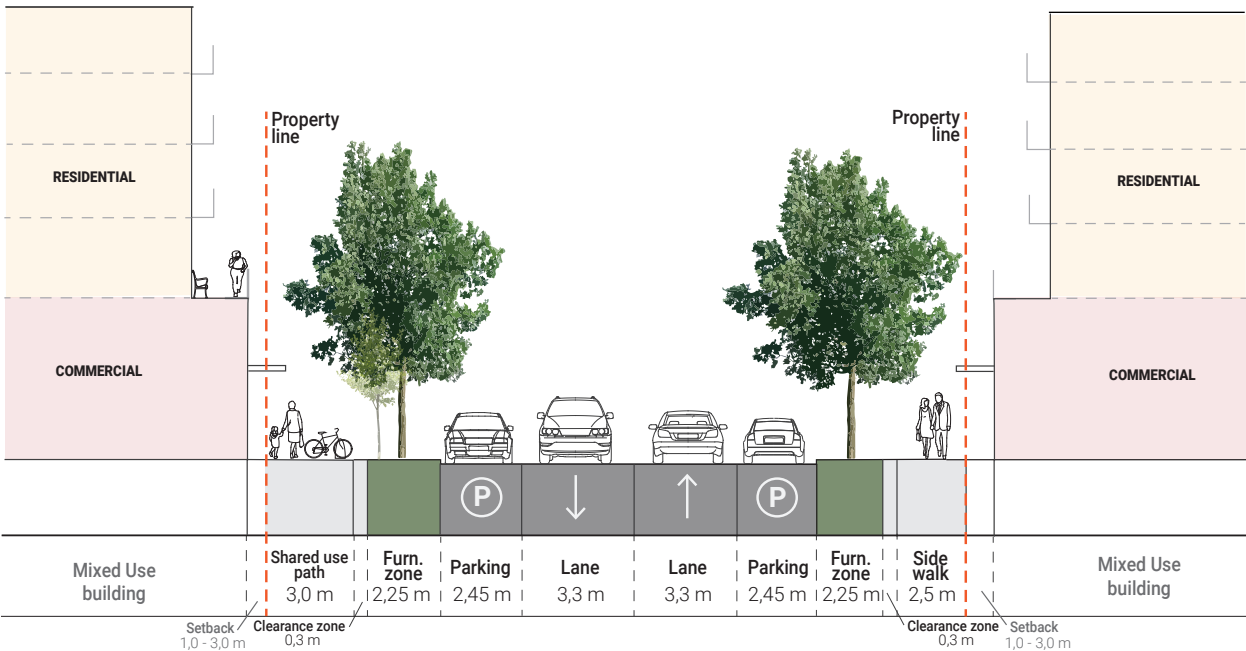 Property
line
Property
line
RESIDENTIAL
RESIDENTIAL
COMMERCIAL
COMMERCIAL
P
P
Mixed Use
building
Shared use
path
3,0 m
Furn.
zone
2,25 m
Parking
2,45 m
Lane
3,3 m
Lane
3,3 m
Parking
2,45 m
Furn.
zone
2,25 m
Side
walk
2,5 m
Mixed Use
building
Setback
1,0 - 3,0 m
Clearance zone
0,3 m
Clearance zone
0,3 m
Setback
1,0 - 3,0 m